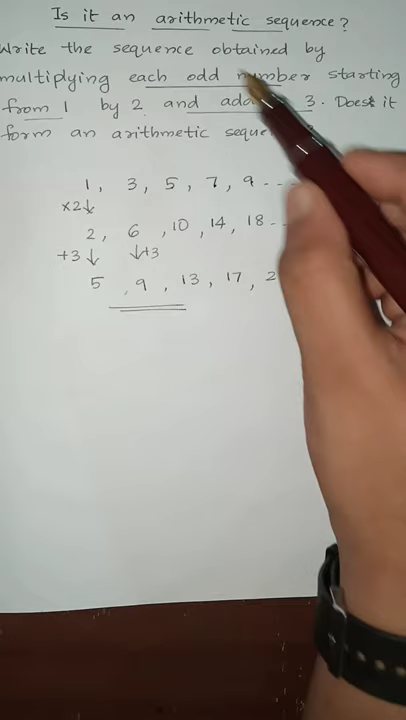 Is it an arithmetic sequence?
Write the sequence obtained by
multiplying each odd number starting
from 1 by 2 and add 3. Does it
form an arithmetic
1, 3, 5, 7, 9 - - -
×2↓
2, 6, 10, 14, 18 - -
+3 ↓ ↓+3
5, 9, 13, 17, 2